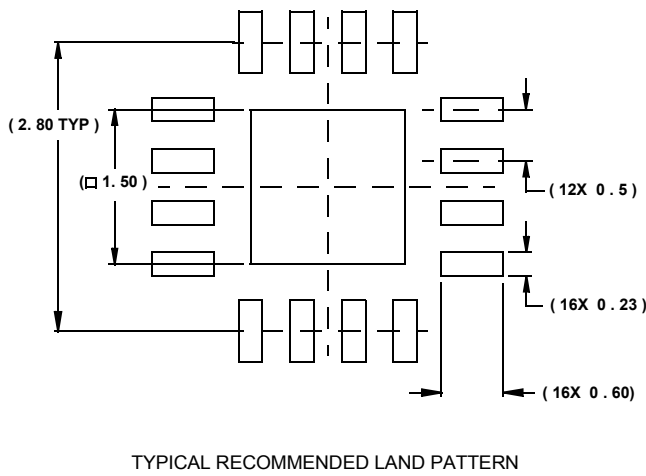 ( 2. 80 TYP )
(□ 1. 50 )
( 12X 0 . 5 )
( 16X 0 . 23 )
( 16X 0 . 60)
TYPICAL RECOMMENDED LAND PATTERN